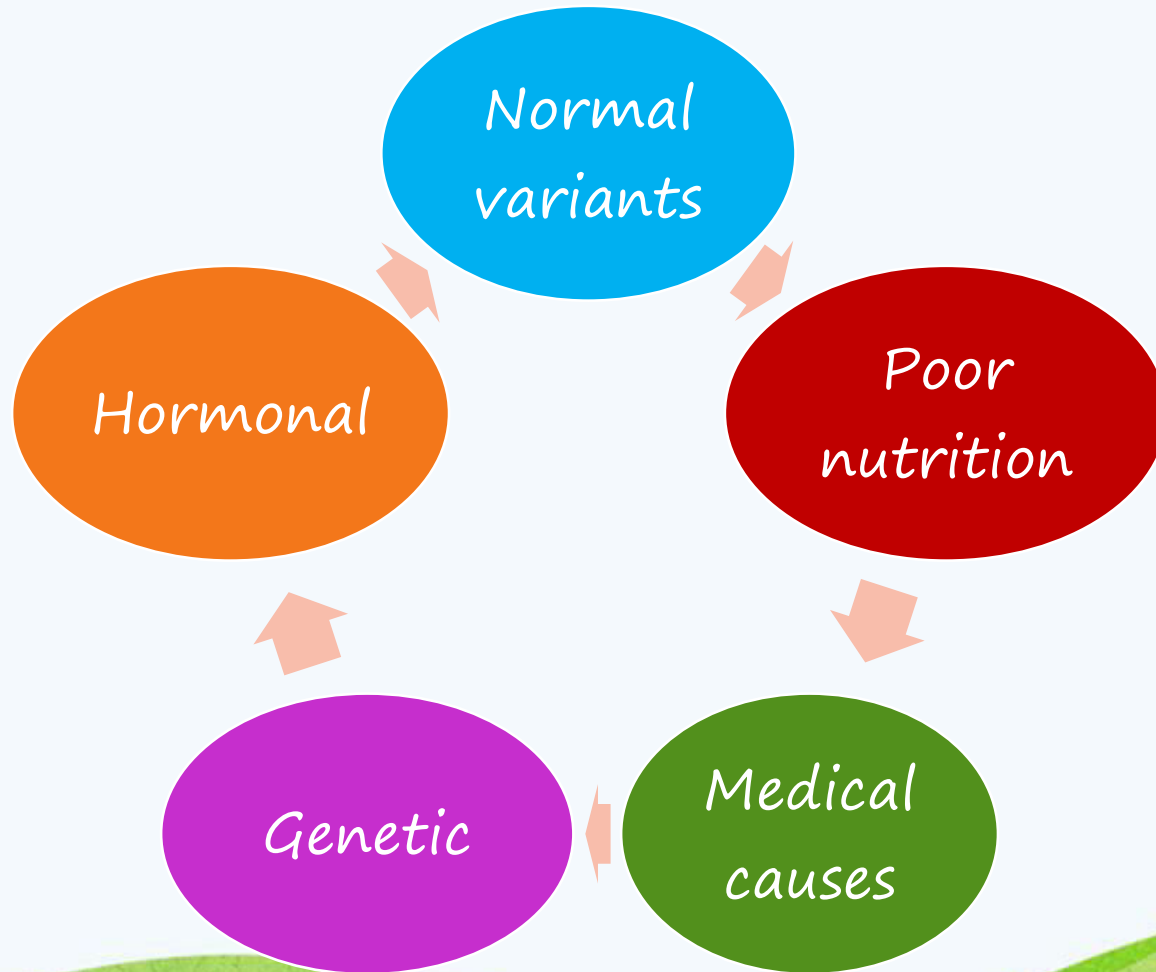 Normal
variants
Poor
nutrition
Medical
causes
Genetic
Hormonal